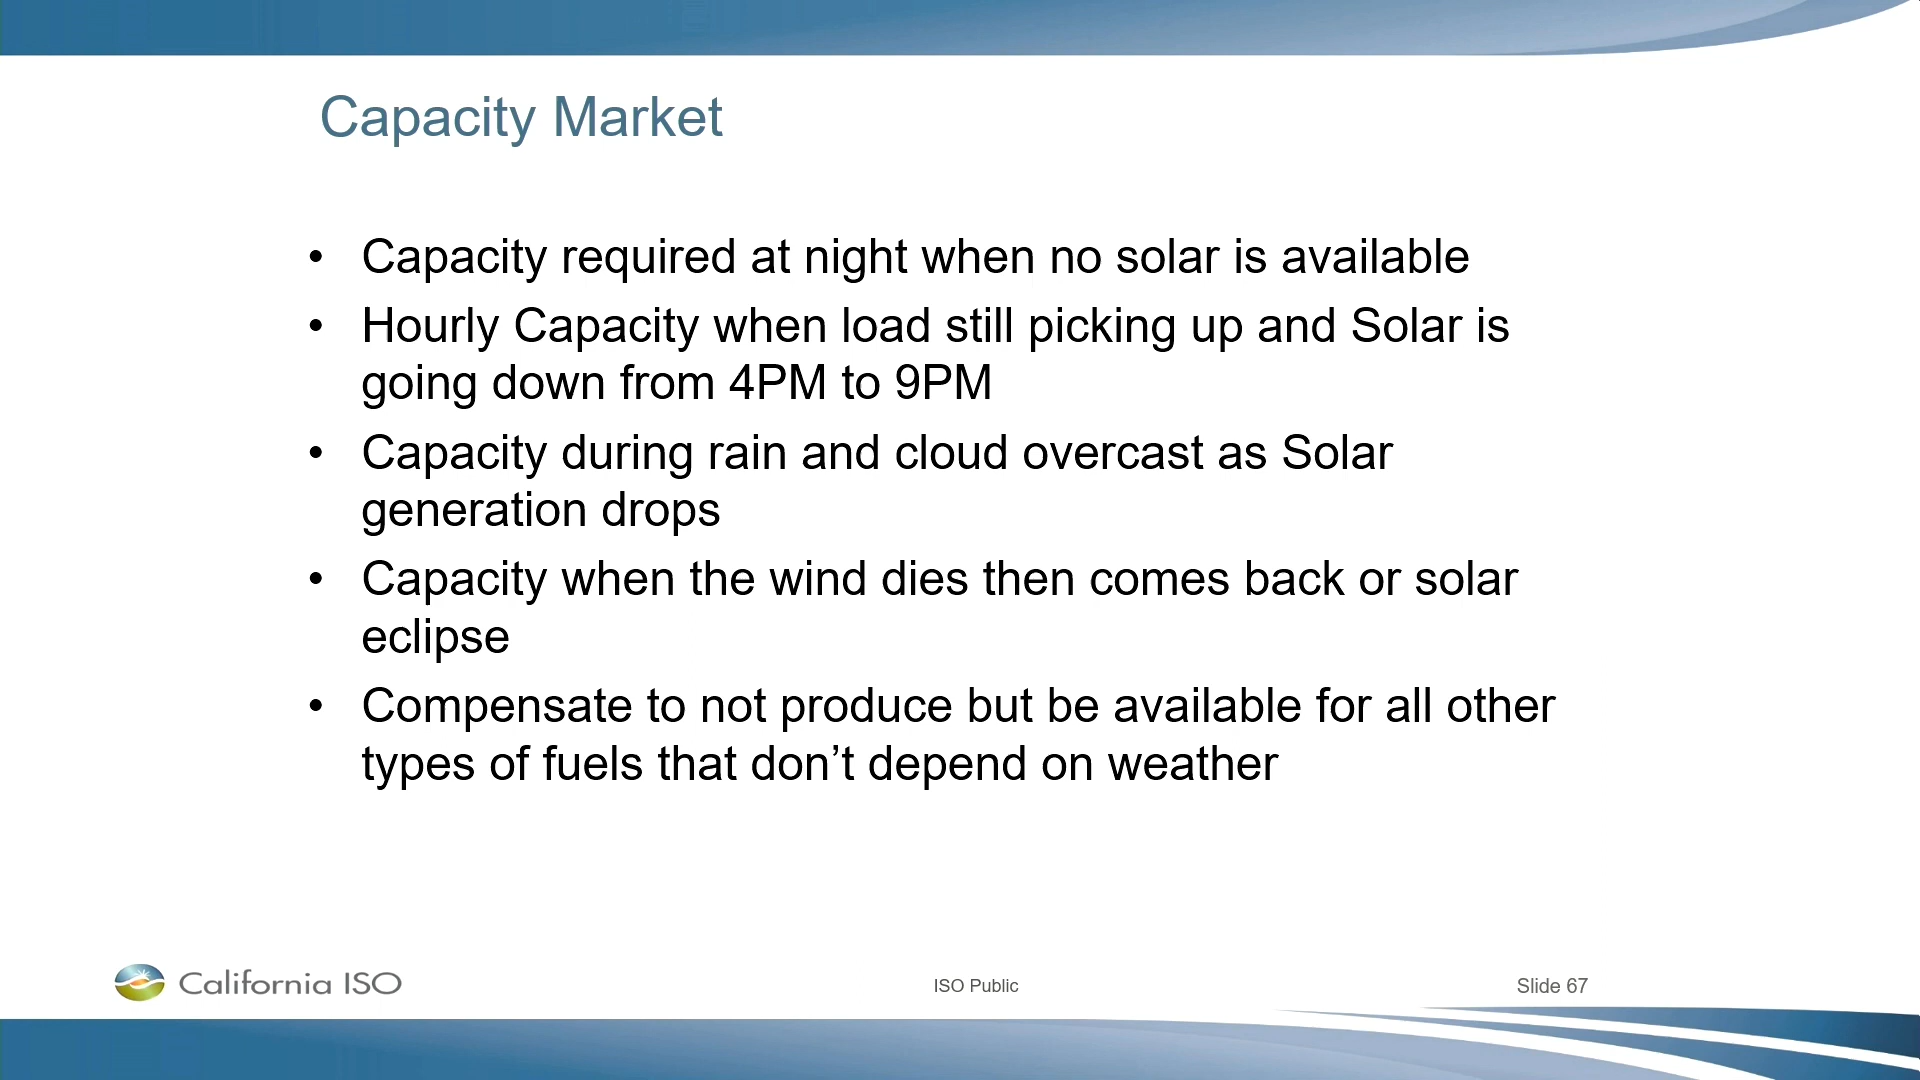 Capacity Market
• Capacity required at night when no solar is available
• Hourly Capacity when load still picking up and Solar is
going down from 4PM to 9PM
• Capacity during rain and cloud overcast as Solar
generation drops
• Capacity when the wind dies then comes back or solar
eclipse
• Compensate to not produce but be available for all other
types of fuels that don’t depend on weather
California ISO
ISO Public
Slide 67